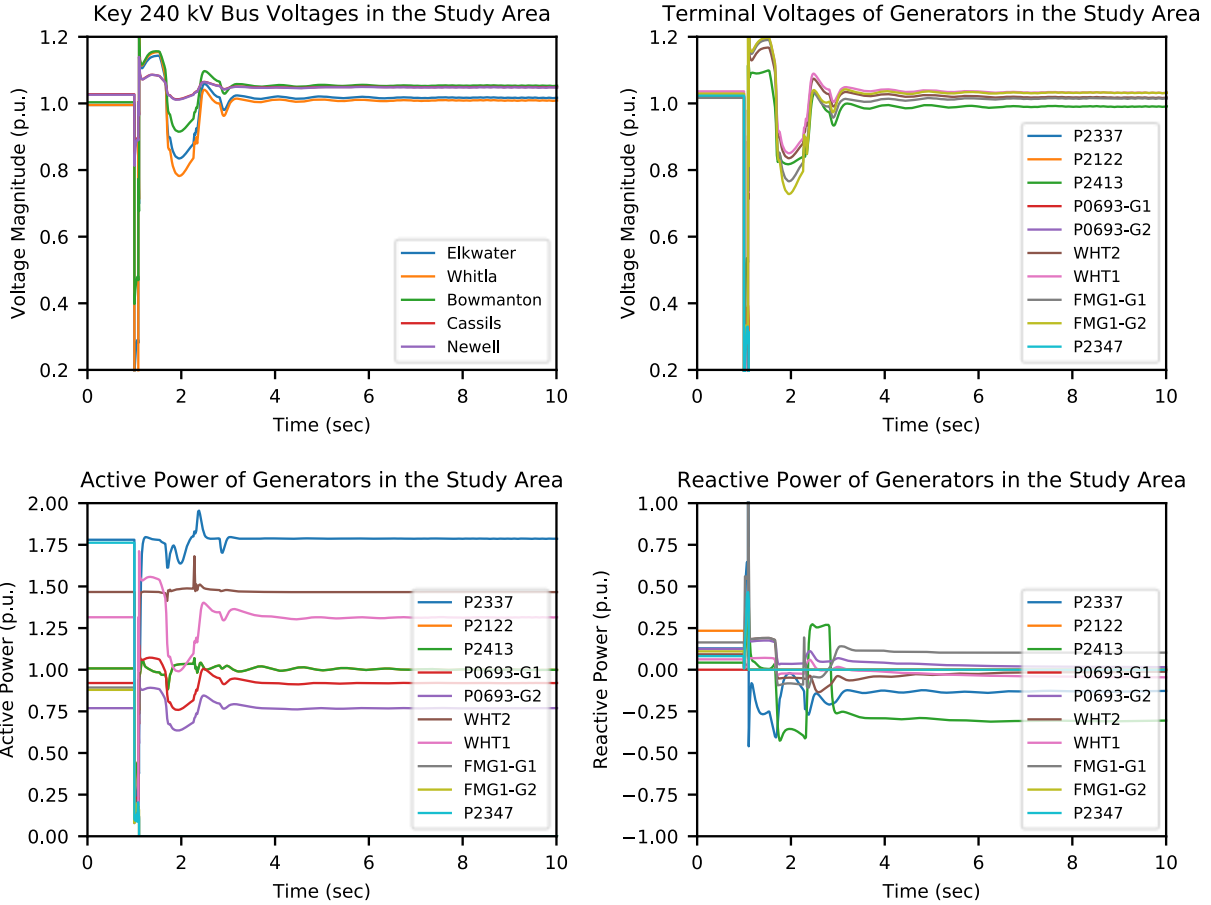 Key 240 kV Bus Voltages in the Study Area
Voltage Magnitude (p.u.)
1.2
1.0
0.8
0.6
0.4
0.2
0
2
4
6
8
10
Time (sec)
Elkwater
Whitla
Bowmanton
Cassils
Newell
Terminal Voltages of Generators in the Study Area
Voltage Magnitude (p.u.)
1.2
1.0
0.8
0.6
0.4
0.2
0
2
4
6
8
10
Time (sec)
P2337
P2122
P2413
P0693-G1
P0693-G2
WHT2
WHT1
FMG1-G1
FMG1-G2
P2347
Active Power of Generators in the Study Area
Active Power (p.u.)
2.00
1.75
1.50
1.25
1.00
0.75
0.50
0.25
0.00
0
2
4
6
8
10
Time (sec)
P2337
P2122
P2413
P0693-G1
P0693-G2
WHT2
WHT1
FMG1-G1
FMG1-G2
P2347
Reactive Power of Generators in the Study Area
Reactive Power (p.u.)
1.00
0.75
0.50
0.25
0.00
−0.25
−0.50
−0.75
−1.00
0
2
4
6
8
10
Time (sec)
P2337
P2122
P2413
P0693-G1
P0693-G2
WHT2
WHT1
FMG1-G1
FMG1-G2
P2347